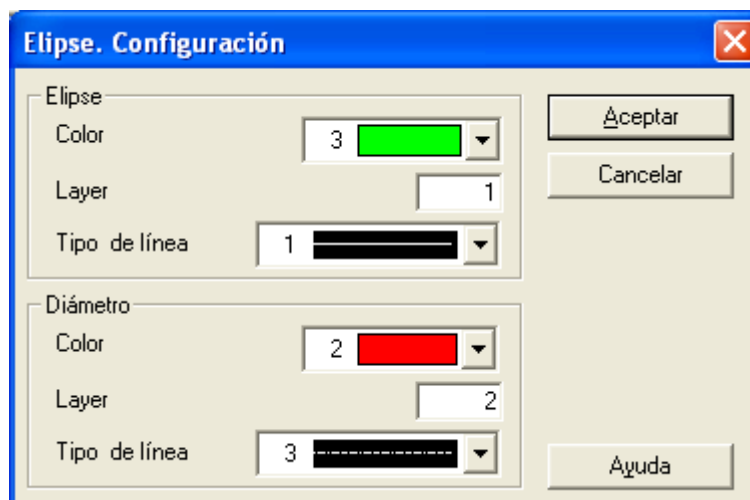 Elipse. Configuración
Elipse
Color 3
Layer 1
Tipo de línea 1
Diámetro
Color 2
Layer 2
Tipo de línea 3
Aceptar
Cancelar
Ayuda